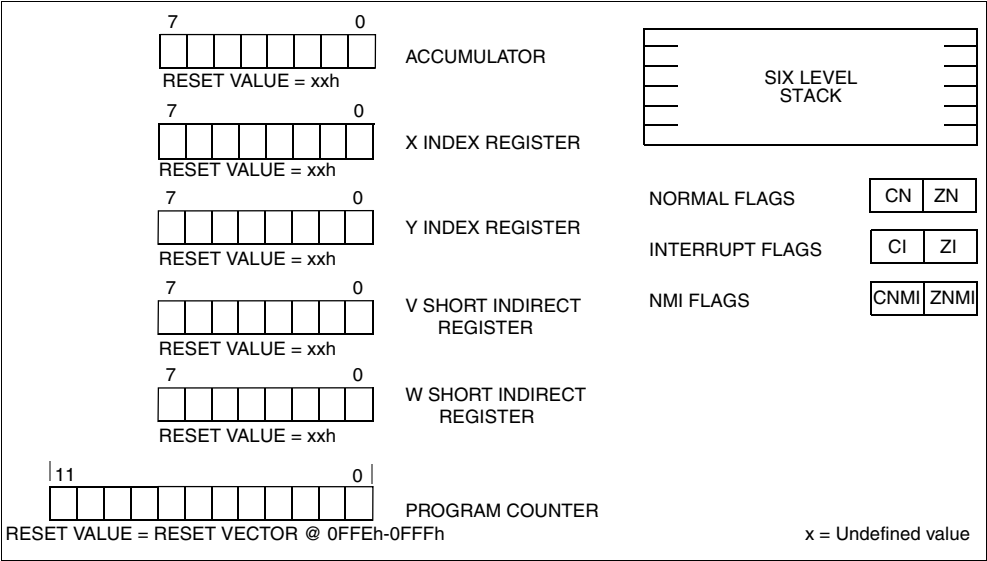 7 0
ACCUMULATOR
RESET VALUE = xxh
7 0
X INDEX REGISTER
RESET VALUE = xxh
7 0
Y INDEX REGISTER
RESET VALUE = xxh
7 0
V SHORT INDIRECT
REGISTER
RESET VALUE = xxh
7 0
W SHORT INDIRECT
REGISTER
RESET VALUE = xxh
11 0
PROGRAM COUNTER
RESET VALUE = RESET VECTOR @ 0FFEh-0FFFh
SIX LEVEL
STACK
NORMAL FLAGS CN ZN
INTERRUPT FLAGS CI ZI
NMI FLAGS CNMI ZNMI
x = Undefined value